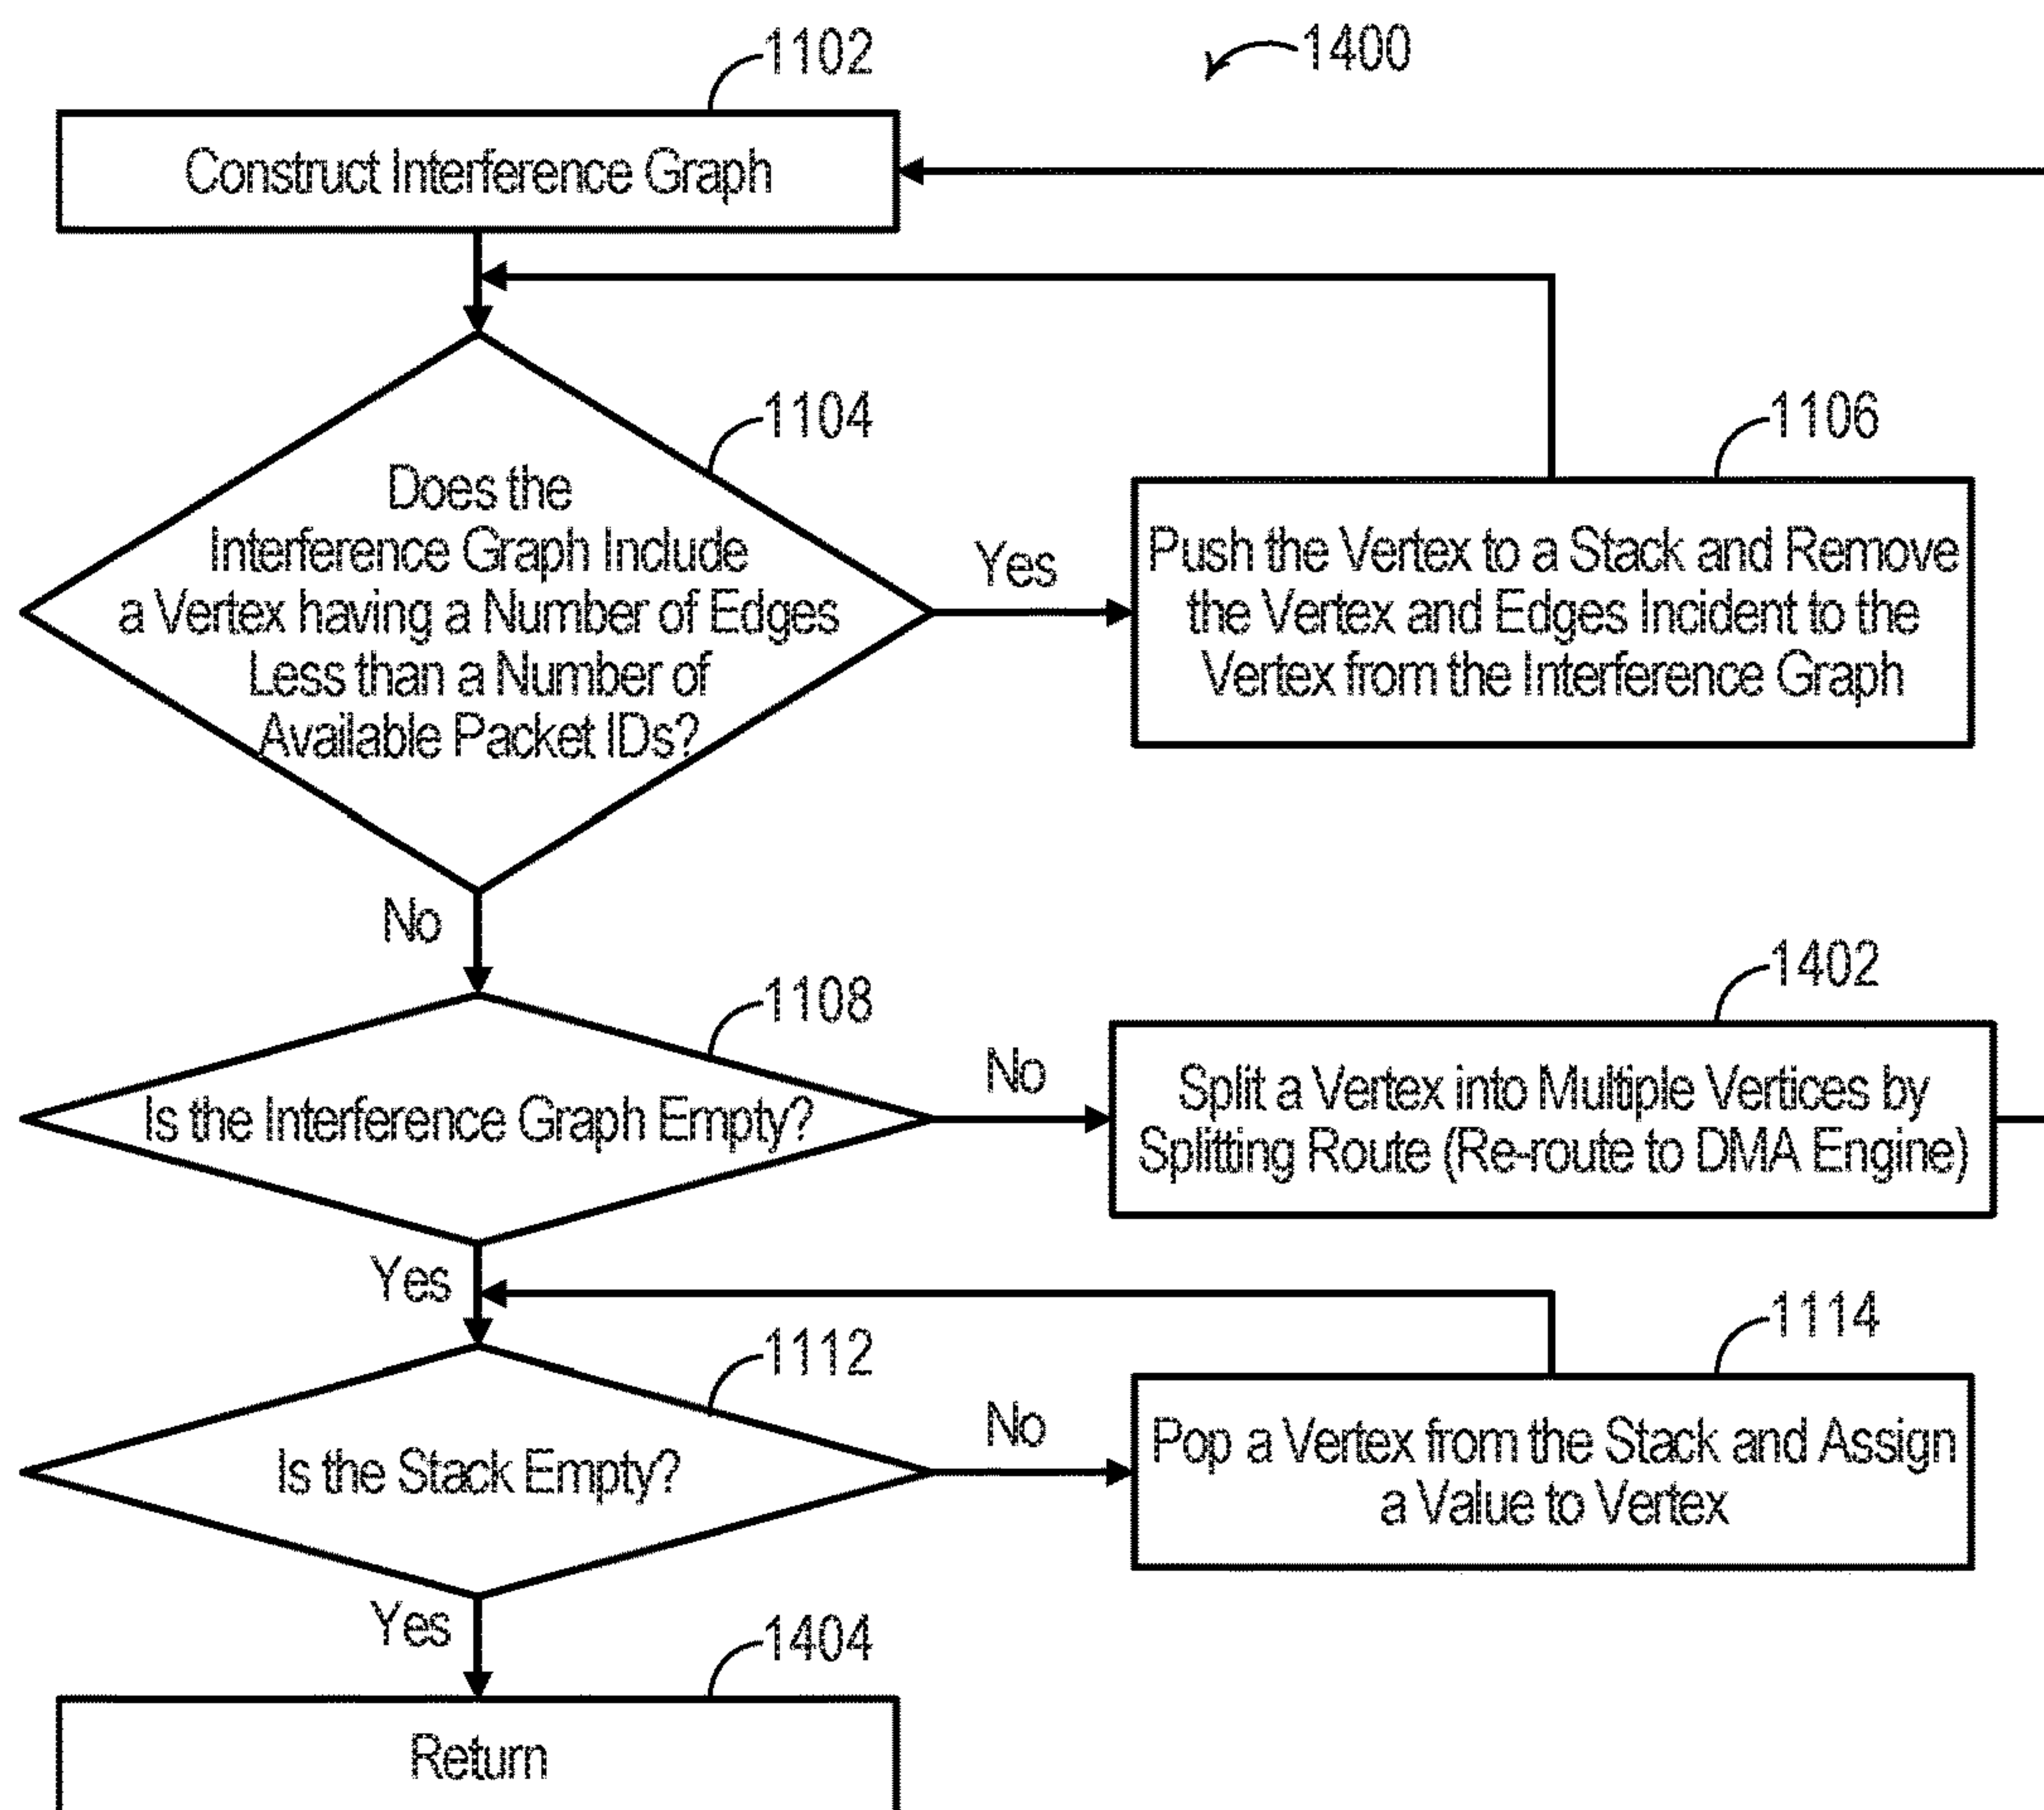 1102
1400
Construct Interference Graph
1104
Does the
Interference Graph Include
a Vertex having a Number of Edges
Less than a Number of
Available Packet IDs?
Yes
1106
Push the Vertex to a Stack and Remove
the Vertex and Edges Incident to the
Vertex from the Interference Graph
No
1108
Is the Interference Graph Empty?
No
1402
Split a Vertex into Multiple Vertices by
Splitting Route (Re-route to DMA Engine)
Yes
1112
Is the Stack Empty?
No
1114
Pop a Vertex from the Stack and Assign
a Value to Vertex
Yes
1404
Return